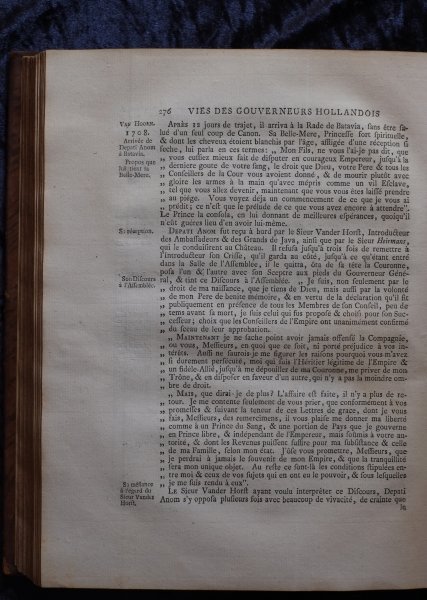 276 VIES DES GOUVERNEURS HOLLANDOIS
VAN HOORN.
1708.
Arrivée de
Depati Anom
à Batavia.
Propos que
lui tient sa
Belle-Mere.
APRÈS 12 jours de trajet, il arriva à la Rade de Batavia, sans être sa-
lué d'un seul coup de Canon. Sa Belle-Mere, Princesse fort spirituelle,
& dont les cheveux étoient blanchis par l'âge, affligée d'une réception si
seche, lui parla en ces termes: „ Mon Fils, ne vous l'ai-je pas dit, que
„ vous eussiez mieux fait de disputer en courageux Empereur, jusqu'à la
„ derniere goute de votre sang, le droit que Dieu, votre Pere & tous les
„ Conseillers de la Cour vous avoient donné, & de mourir plutôt avec
„ gloire les armes à la main qu'avec mépris comme un vil Esclave,
„ tel que vous allez devenir, maintenant que vous vous êtes laissé prendre
„ au piège. Vous voyez déja un commencement de ce que je vous ai
„ prédit; ce n'est que le prélude de ce que vous avez encore à attendre".
Le Prince la consola, en lui donnant de meilleures espérances, quoiqu'il
n'eût guéres lieu d'en avoir lui-même.
Sa réception.
DEPATI ANOM fut reçu à bord par le Sieur Vander Horst, Introducteur
des Ambassadeurs & des Grands de Java, ainsi que par le Sieur Heirmans,
qui le conduisirent au Château. Il refusa jusqu'à trois fois de remettre à
l'introducteur son Crisse, qu'il garda au côté, jusqu'à ce qu'étant entré
dans la Salle de l'Assemblée, il le quitta, ôta de sa tête la Couronne,
posa l'un & l'autre avec son Sceptre aux pieds du Gouverneur Géné-
ral, & tint ce Discours à l'Assemblée. „ Je suis, non seulement par le
Son Discours
à l'Assemblée.
„ droit de ma naissance, que je tiens de Dieu, mais aussi par la volonté
„ de mon Pere de bénite mémoire, & en vertu de la déclaration qu'il fit
„ publiquement en présence de tous les Membres de son Conseil, peu de
„ tems avant sa mort, je suis celui qui fus proposé & choisi pour son Suc-
„ cesseur; choix que les Conseillers de l'Empire ont unanimement confirmé
„ du sceau de leur approbation.
„ MAINTENANT je ne sache point avoir jamais offensé la Compagnie,
„ ou vous, Messieurs, en quoi que ce soit, ni porté préjudice à vos in-
„ térêts. Aussi ne saurois-je me figurer les raisons pourquoi vous m'avez
„ si durement persécuté, moi qui suis l'Héritier légitime de l'Empire &
„ un fidele Allié, jusqu'à me dépouiller de ma Couronne, me priver de mon
„ Trône, & en disposer en faveur d'un autre, qui n'y a pas la moindre om-
„ bre de droit.
„ MAIS, que dirai-je de plus? L'affaire est faite, il n'y a plus de re-
„ tour. Je me contente seulement de vous prier, que conformément à vos
„ promesses & suivant la teneur de ces Lettres de grace, dont je vous
„ fais, Messieurs, des remercimens, il vous plaise me donner ma liberté
„ comme à un Prince du Sang, & une portion de Pays que je gouverne
„ en Prince libre, & indépendant de l'Empereur, mais soûmis à votre au-
„ torité, & dont les Revenus puissent suffire pour ma subsistance & celle
„ de ma Famille, selon mon état. J'ôse vous promettre, Messieurs, que
„ je perdrai à jamais le souvenir de mon Empire, & que la tranquilité
„ sera mon unique objet. Au reste ce sont-là les conditions stipulées en-
„ tre moi & ceux de vos sujets qui en ont eu le pouvoir, & sous lesquelles
„ je me suis rendu à eux".
Sa méfiance
à l'égard du
Sieur Vander
Horst.
LE Sieur Vander Horst ayant voulu interpréter ce Discours, Depati
Anom s'y opposa plusieurs fois avec beaucoup de vivacité, de crainte que
le